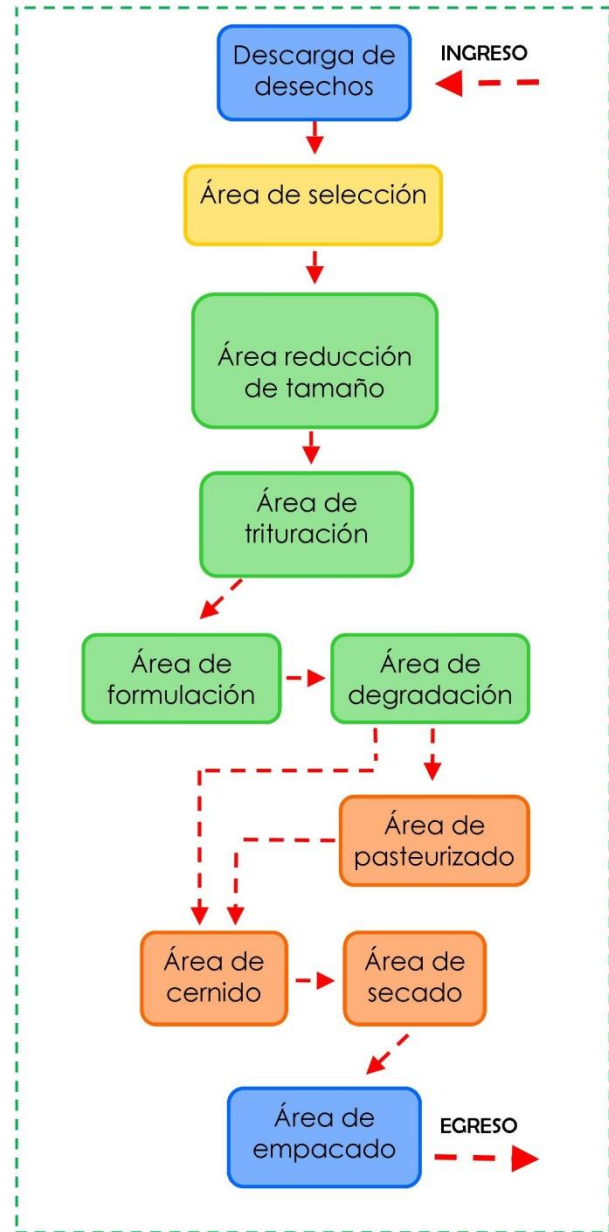 Descarga de
desechos
INGRESO
Área de selección
Área reducción
de tamaño
Área de
trituración
Área de
formulación
Área de
degradación
Área de
pasteurizado
Área de
cernido
Área de
secado
Área de
empacado
EGRESO